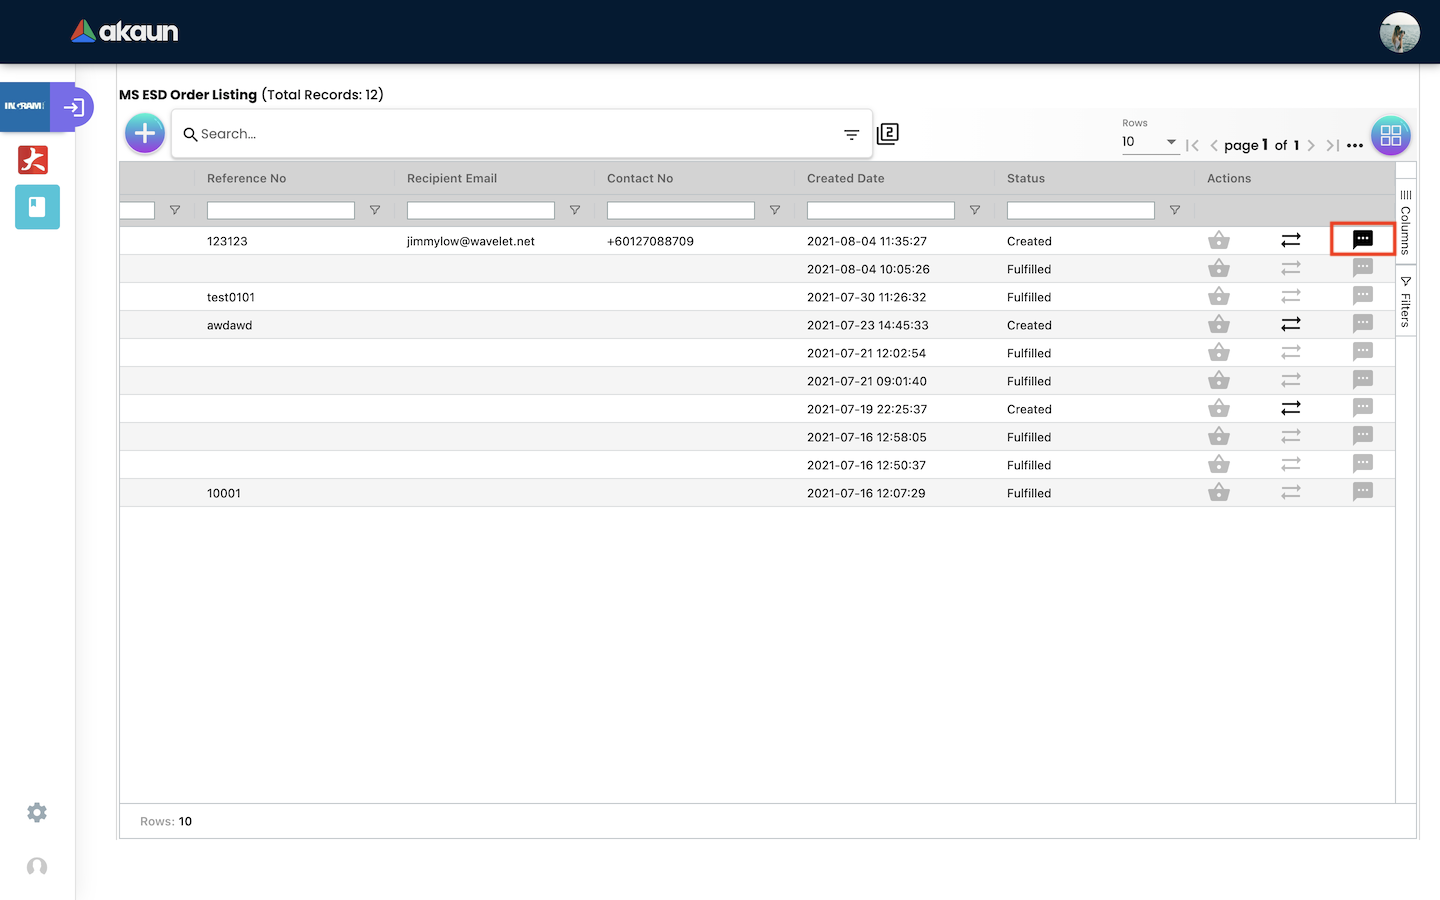 akaun
INGRAM
大
MS ESD Order Listing (Total Records: 12)
Search...
2
Rows
10
page 1 of 1
Reference No Recipient Email Contact No Created Date Status Actions
123123 jimmylow@wavelet.net +60127088709 2021-08-04 11:35:27 Created
2021-08-04 10:05:26 Fulfilled
test0101 2021-07-30 11:26:32 Fulfilled
awdawd 2021-07-23 14:45:33 Created
2021-07-21 12:02:54 Fulfilled
2021-07-21 09:01:40 Fulfilled
2021-07-19 22:25:37 Created
2021-07-16 12:58:05 Fulfilled
2021-07-16 12:50:37 Fulfilled
10001 2021-07-16 12:07:29 Fulfilled
Columns
Filters
Rows: 10